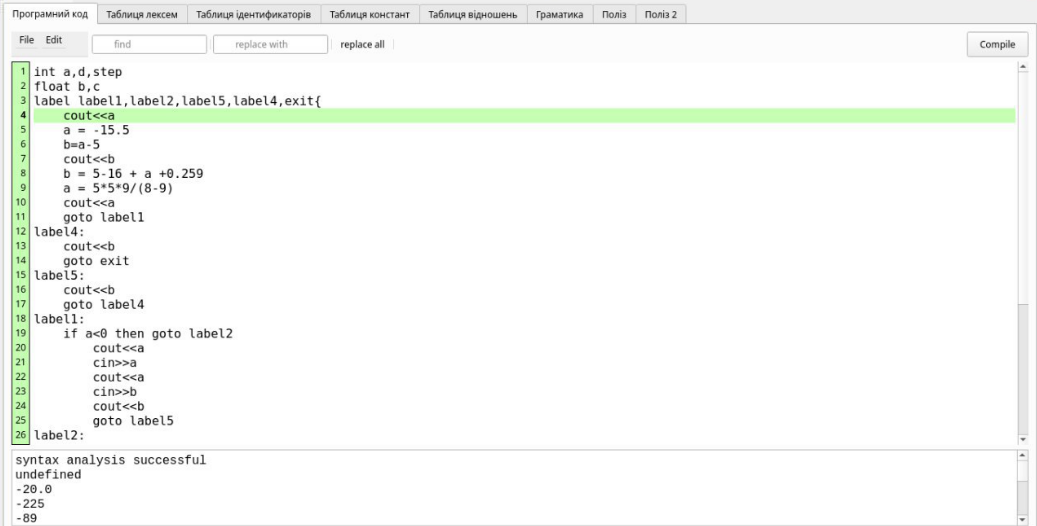 Програмний код Таблиця лексем Таблиця ідентифікаторів Таблиця констант Таблиця відношень Граматика Поліз Поліз 2
File Edit find replace with replace all Compile
1 int a,d,step
2 float b,c
3 label label1,label2,label5,label4,exit{
4 cout<<a
5 a = -15.5
6 b=a-5
7 cout<<b
8 b = 5-16 + a +0.259
9 a = 5*5*9/(8-9)
10 cout<<a
11 goto label1
12 label4:
13 cout<<b
14 goto exit
15 label5:
16 cout<<b
17 goto label4
18 label1:
19 if a<0 then goto label2
20 cout<<a
21 cin>>a
22 cout<<a
23 cin>>b
24 cout<<b
25 goto label5
26 label2:
syntax analysis successful
undefined
-20.0
-225
-89